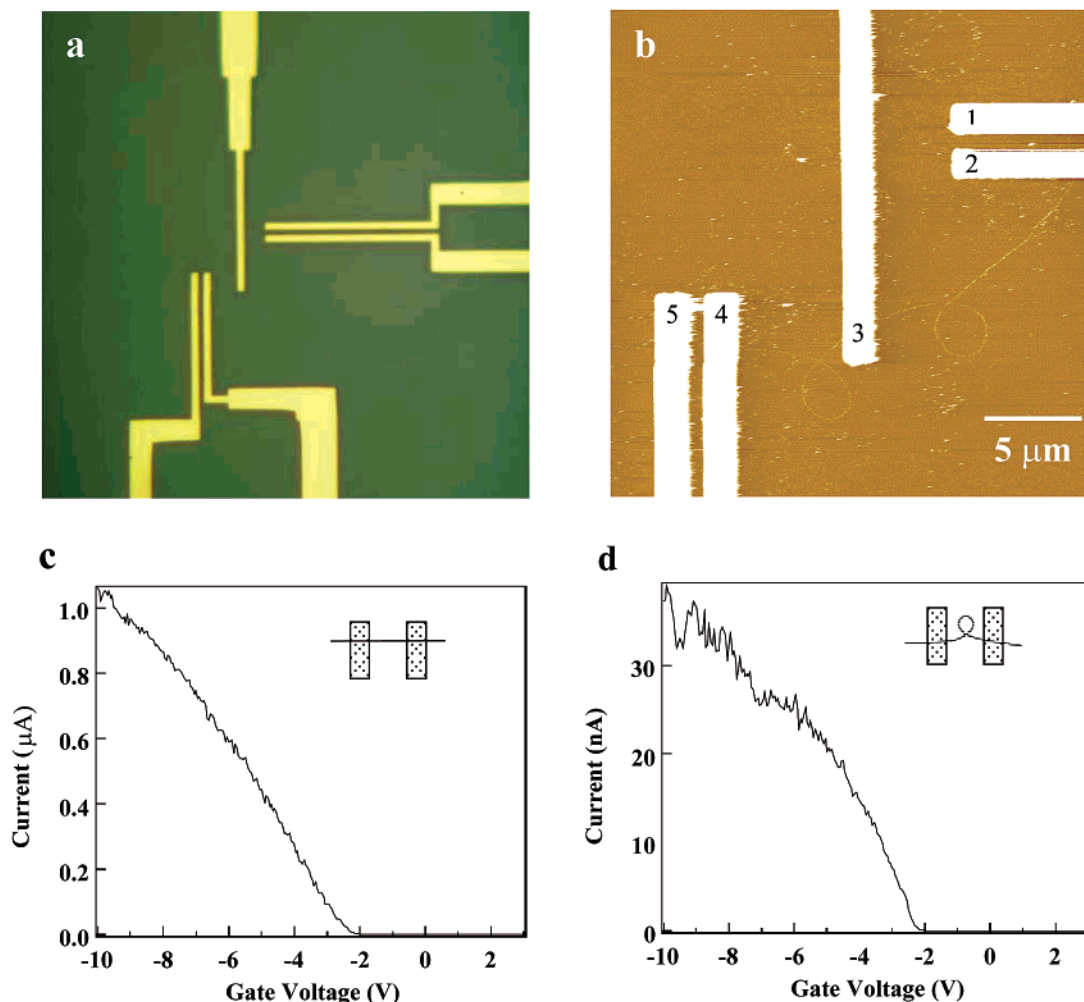 a
b
1
2
3
5 4
5 μm
c
d
1.0
0.8
0.6
0.4
0.2
0.0
Current (μA)
-10 -8 -6 -4 -2 0 2
Gate Voltage (V)
30
20
10
0
Current (nA)
-10 -8 -6 -4 -2 0 2
Gate Voltage (V)